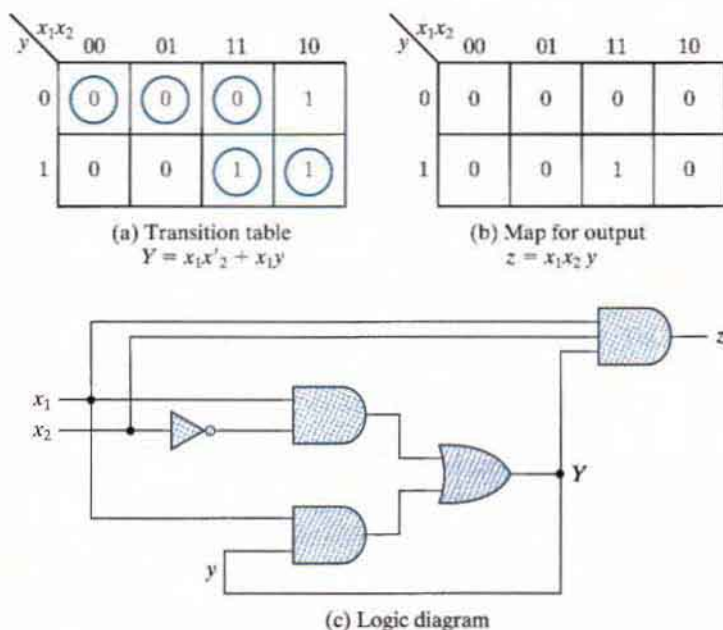 x₁x₂
y 00 01 11 10
0 0 0 0 1
1 0 0 1 1
(a) Transition table
Y = x₁x'₂ + x₁y
x₁x₂
y 00 01 11 10
0 0 0 0 0
1 0 0 1 0
(b) Map for output
z = x₁x₂ y
z
x₁
x₂
Y
y
(c) Logic diagram